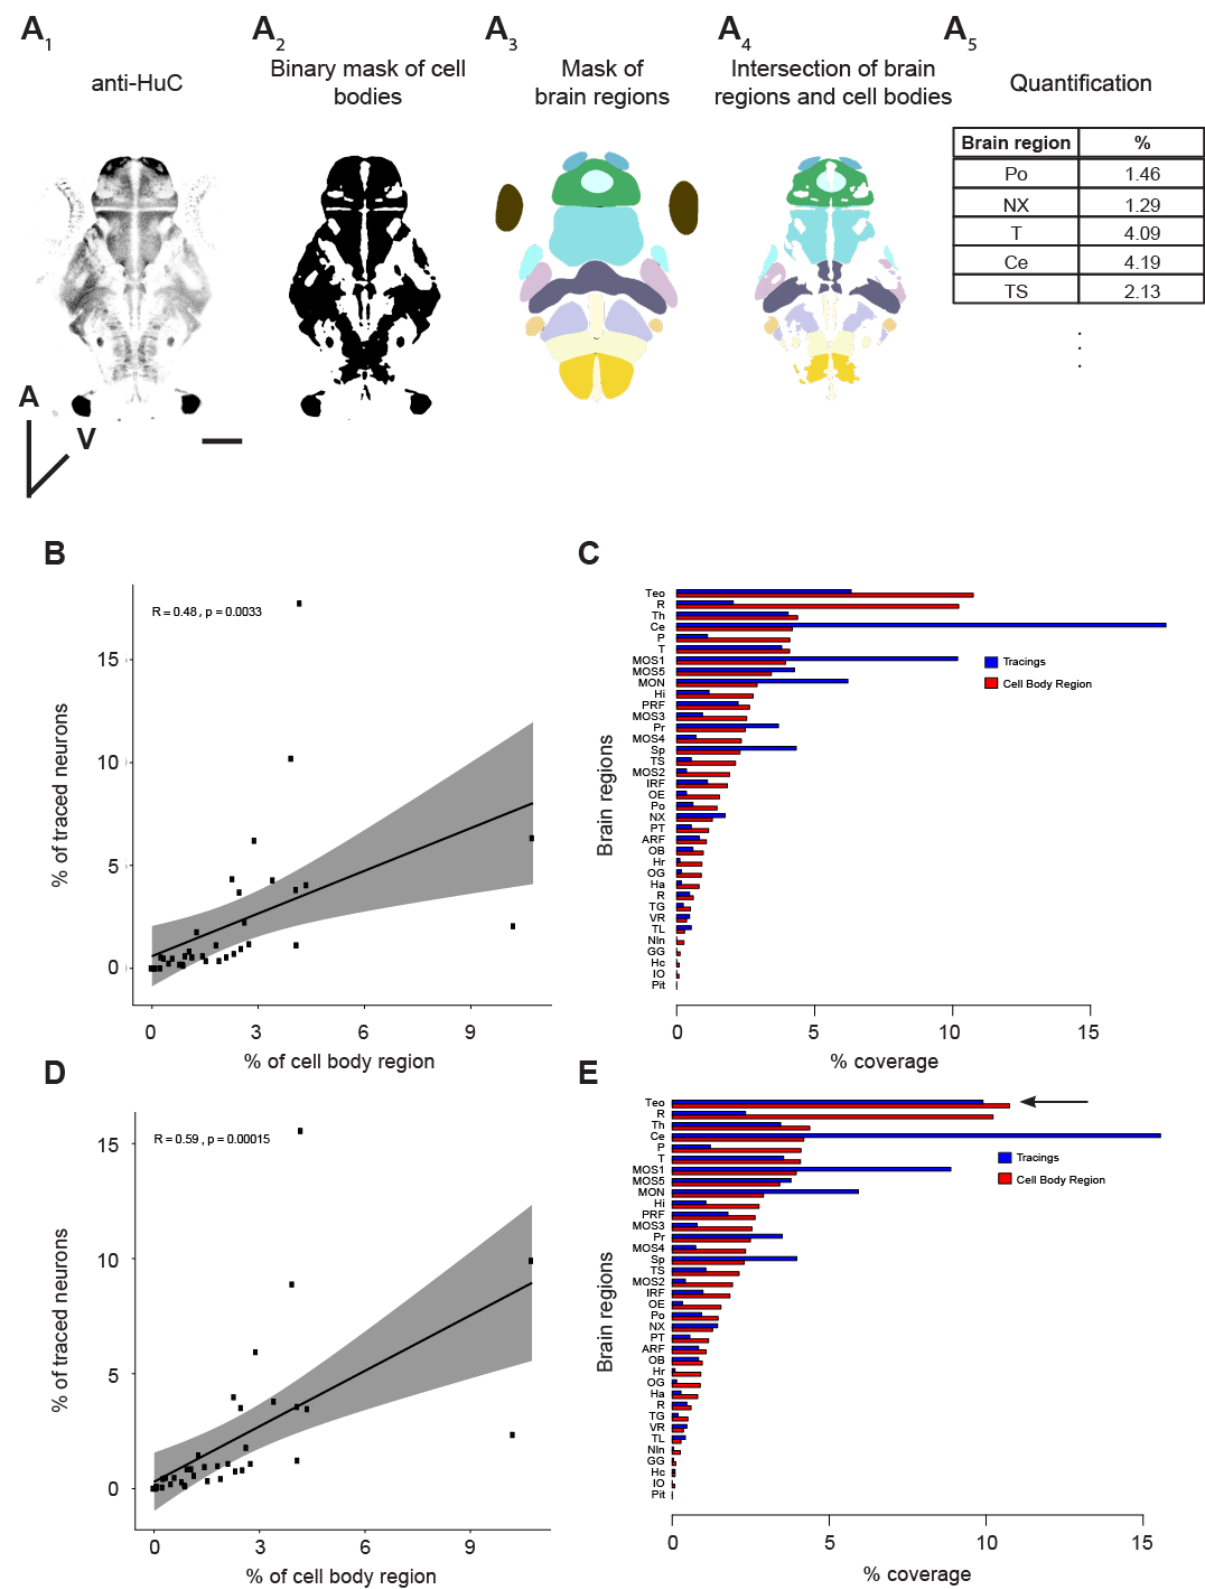 A1
A2
A3
A4
A5
anti-HuC
Binary mask of cell
bodies
Mask of
brain regions
Intersection of brain
regions and cell bodies
Quantification
Brain region %
Po 1.46
NX 1.29
T 4.09
Ce 4.19
TS 2.13
A
V
B
R = 0.48 , p = 0.0033
% of traced neurons
15
10
5
0
0 3 6 9
% of cell body region
C
Brain regions
Teo
R
Th
Ce
P
T
MOS1
MOS5
MON
Hi
PRF
MOS3
Pr
MOS4
Sp
TS
MOS2
IRF
OE
Po
NX
PT
ARF
OB
Hr
OG
Ha
R
TG
VR
TL
NIn
GG
Hc
IO
Pit
Tracings
Cell Body Region
0 5 10 15
% coverage
D
R = 0.59 , p = 0.00015
% of traced neurons
15
10
5
0
0 3 6 9
% of cell body region
E
Brain regions
Teo
R
Th
Ce
P
T
MOS1
MOS5
MON
Hi
PRF
MOS3
Pr
MOS4
Sp
TS
MOS2
IRF
OE
Po
NX
PT
ARF
OB
Hr
OG
Ha
R
TG
VR
TL
NIn
GG
Hc
IO
Pit
Tracings
Cell Body Region
0 5 10 15
% coverage